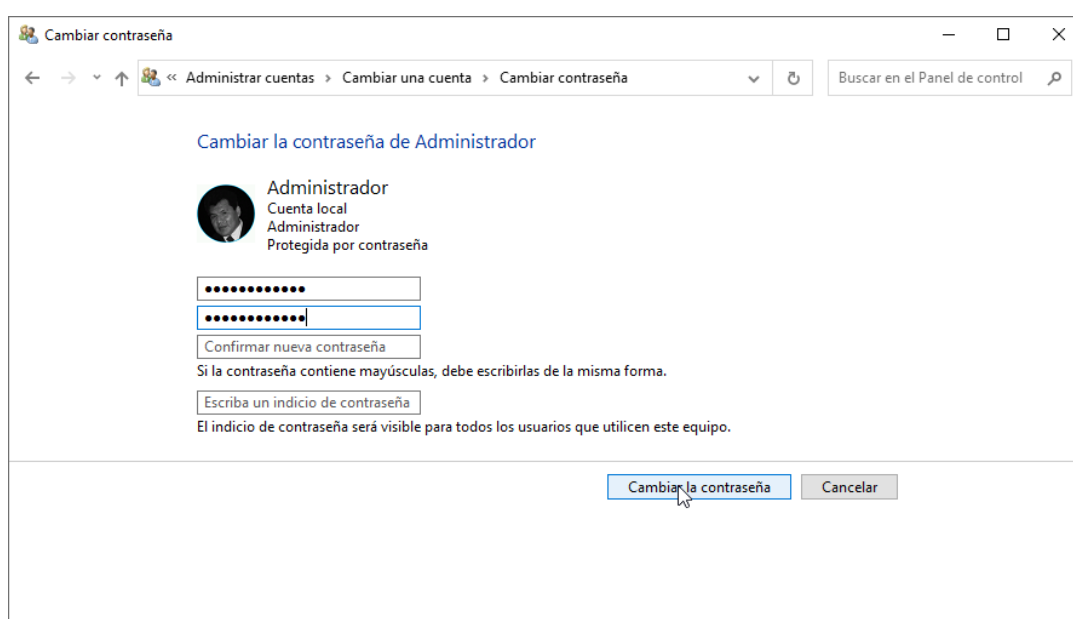 Cambiar contraseña
« Administrar cuentas › Cambiar una cuenta › Cambiar contraseña
Buscar en el Panel de control
Cambiar la contraseña de Administrador
Administrador
Cuenta local
Administrador
Protegida por contraseña
●●●●●●●●●●●●
●●●●●●●●●●●●
Confirmar nueva contraseña
Si la contraseña contiene mayúsculas, debe escribirlas de la misma forma.
Escriba un indicio de contraseña
El indicio de contraseña será visible para todos los usuarios que utilicen este equipo.
Cambiar la contraseña
Cancelar